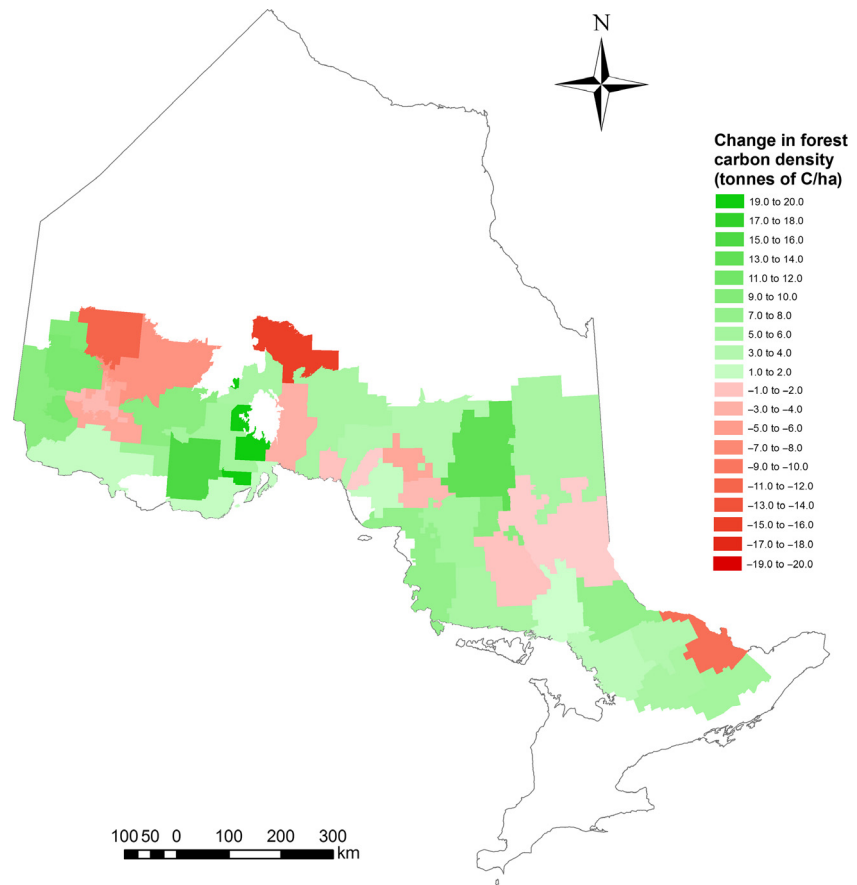 N
Change in forest
carbon density
(tonnes of C/ha)
19.0 to 20.0
17.0 to 18.0
15.0 to 16.0
13.0 to 14.0
11.0 to 12.0
9.0 to 10.0
7.0 to 8.0
5.0 to 6.0
3.0 to 4.0
1.0 to 2.0
–1.0 to –2.0
–3.0 to –4.0
–5.0 to –6.0
–7.0 to –8.0
–9.0 to –10.0
–11.0 to –12.0
–13.0 to –14.0
–15.0 to –16.0
–17.0 to –18.0
–19.0 to –20.0
100 50 0 100 200 300
km